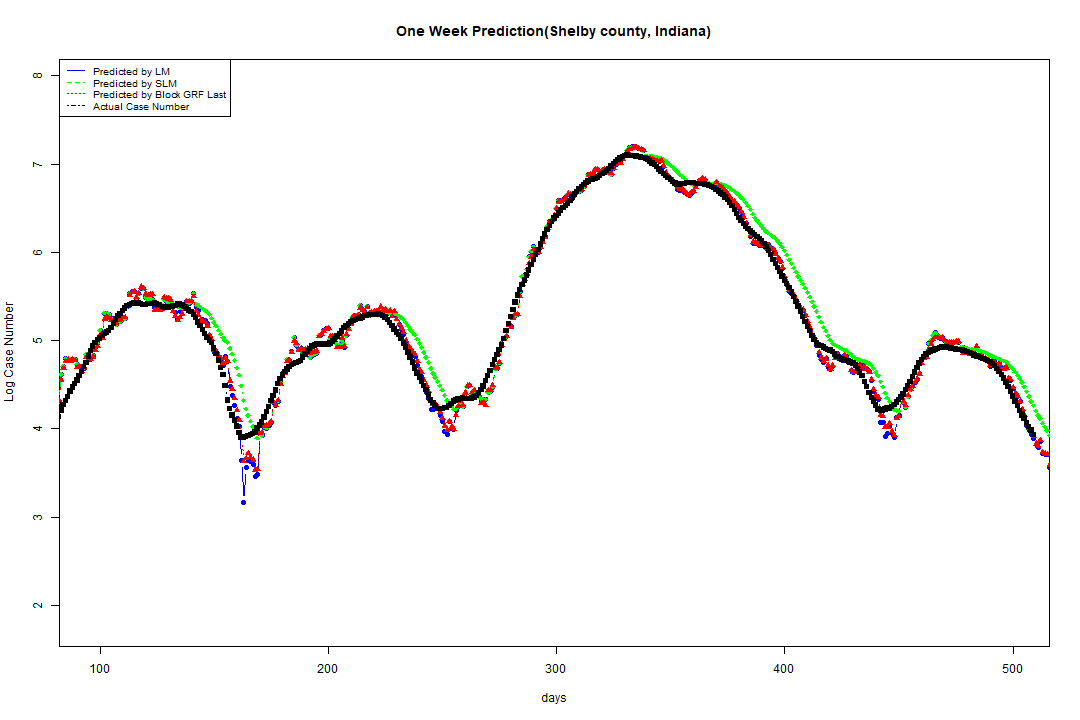 One Week Prediction(Shelby county, Indiana)
Predicted by LM
Predicted by SLM
Predicted by Block GRF Last
Actual Case Number
8
7
6
5
4
3
2
Log Case Number
100 200 300 400 500
days